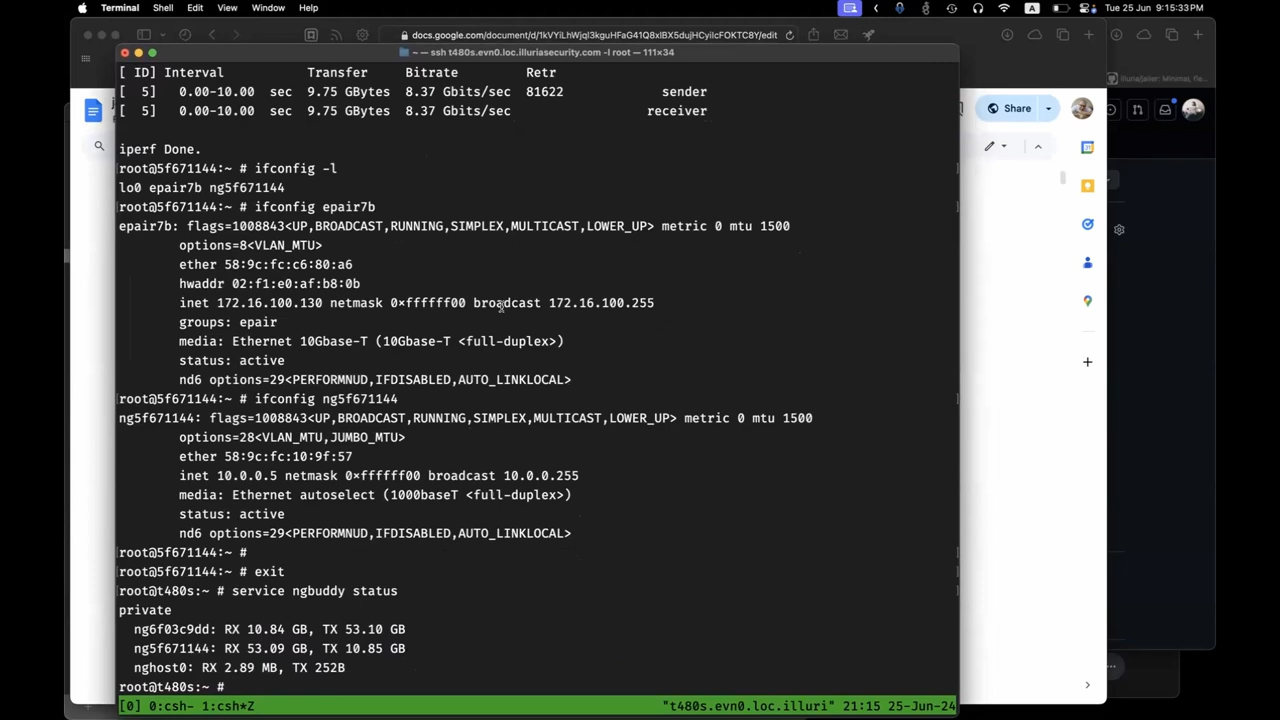 Terminal Shell Edit View Window Help
A Tue 25 Jun 9:15:33 PM
docs.google.com/document/d/1kVYiLhWjql3kguHFaG41Q8xIBX5dujHCyiIcFOKTC8Y/edit
~ — ssh t480s.evn0.loc.illuriasecurity.com -l root — 111×34
illuria/jailer: Minimal, fle...
Share
[ ID] Interval Transfer Bitrate Retr
[ 5] 0.00-10.00 sec 9.75 GBytes 8.37 Gbits/sec 81622 sender
[ 5] 0.00-10.00 sec 9.75 GBytes 8.37 Gbits/sec receiver
iperf Done.
[root@5f671144:~ # ifconfig -l
lo0 epair7b ng5f671144
[root@5f671144:~ # ifconfig epair7b
epair7b: flags=1008843<UP,BROADCAST,RUNNING,SIMPLEX,MULTICAST,LOWER_UP> metric 0 mtu 1500
options=8<VLAN_MTU>
ether 58:9c:fc:c6:80:a6
hwaddr 02:f1:e0:af:b8:0b
inet 172.16.100.130 netmask 0xffffff00 broadcast 172.16.100.255
groups: epair
media: Ethernet 10Gbase-T (10Gbase-T <full-duplex>)
status: active
nd6 options=29<PERFORMNUD,IFDISABLED,AUTO_LINKLOCAL>
[root@5f671144:~ # ifconfig ng5f671144
ng5f671144: flags=1008843<UP,BROADCAST,RUNNING,SIMPLEX,MULTICAST,LOWER_UP> metric 0 mtu 1500
options=28<VLAN_MTU,JUMBO_MTU>
ether 58:9c:fc:10:9f:57
inet 10.0.0.5 netmask 0xffffff00 broadcast 10.0.0.255
media: Ethernet autoselect (1000baseT <full-duplex>)
status: active
nd6 options=29<PERFORMNUD,IFDISABLED,AUTO_LINKLOCAL>
[root@5f671144:~ #
[root@5f671144:~ # exit
[root@t480s:~ # service ngbuddy status
private
ng6f03c9dd: RX 10.84 GB, TX 53.10 GB
ng5f671144: RX 53.09 GB, TX 10.85 GB
nghost0: RX 2.89 MB, TX 252B
root@t480s:~ #
[0] 0:csh- 1:csh*Z "t480s.evn0.loc.illuri" 21:15 25-Jun-24